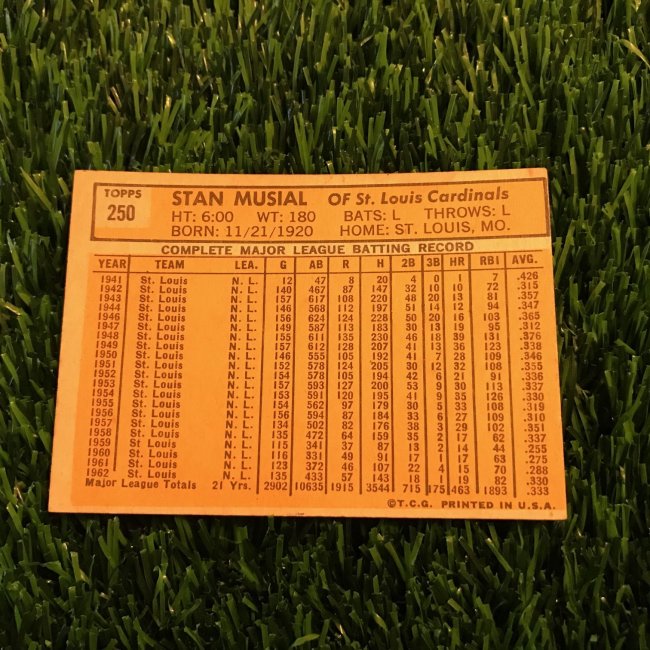 TOPPS
250
STAN MUSIAL OF St. Louis Cardinals
HT: 6:00 WT: 180 BATS: L THROWS: L
BORN: 11/21/1920 HOME: ST. LOUIS, MO.
COMPLETE MAJOR LEAGUE BATTING RECORD
YEAR TEAM LEA. G AB R H 2B 3B HR RBI AVG.
1941 St. Louis N. L. 12 47 8 20 4 0 1 7 .426
1942 St. Louis N. L. 140 467 87 147 32 10 10 72 .315
1943 St. Louis N. L. 157 617 108 220 48 20 13 81 .357
1944 St. Louis N. L. 146 568 112 197 51 14 12 94 .347
1946 St. Louis N. L. 156 624 124 228 50 20 16 103 .365
1947 St. Louis N. L. 149 587 113 183 30 13 19 95 .312
1948 St. Louis N. L. 155 611 135 230 46 18 39 131 .376
1949 St. Louis N. L. 157 612 128 207 41 13 36 123 .338
1950 St. Louis N. L. 146 555 105 192 41 7 28 109 .346
1951 St. Louis N. L. 152 578 124 205 30 12 32 108 .355
1952 St. Louis N. L. 154 578 105 194 42 6 21 91 .336
1953 St. Louis N. L. 157 593 127 200 53 9 30 113 .337
1954 St. Louis N. L. 153 591 120 195 41 9 35 126 .330
1955 St. Louis N. L. 154 562 97 179 30 5 33 108 .319
1956 St. Louis N. L. 156 594 87 184 33 6 27 109 .310
1957 St. Louis N. L. 134 502 82 176 38 3 29 102 .351
1958 St. Louis N. L. 135 472 64 159 35 2 17 62 .337
1959 St. Louis N. L. 115 341 37 87 13 2 14 44 .255
1960 St. Louis N. L. 116 331 49 91 17 1 17 63 .275
1961 St. Louis N. L. 123 372 46 107 22 4 15 70 .288
1962 St. Louis N. L. 135 433 57 143 18 1 19 82 .330
Major League Totals 21 Yrs. 2902 10635 1915 3544 715 175 463 1893 .333
©T.C.G. PRINTED IN U.S.A.